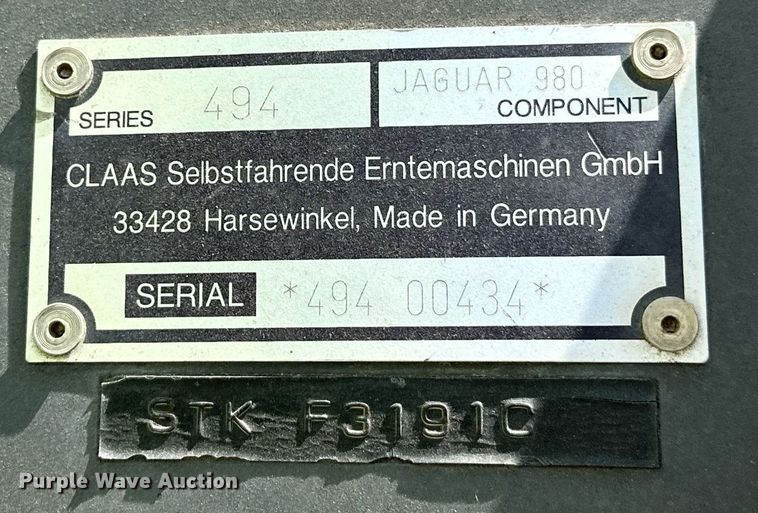 SERIES 494
JAGUAR 980
COMPONENT
CLAAS Selbstfahrende Erntemaschinen GmbH
33428 Harsewinkel, Made in Germany
SERIAL *494 00434*
STK F3191C
Purple Wave Auction